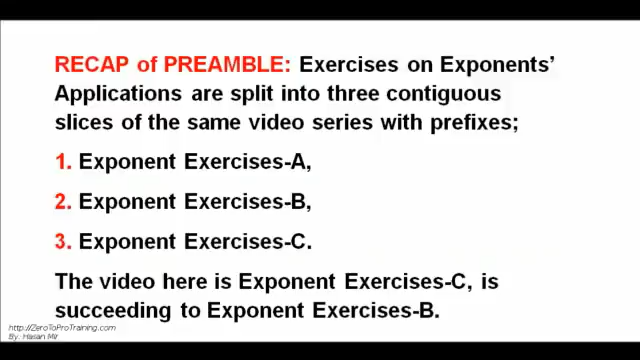 RECAP of PREAMBLE: Exercises on Exponents’
Applications are split into three contiguous
slices of the same video series with prefixes;
1. Exponent Exercises-A,
2. Exponent Exercises-B,
3. Exponent Exercises-C.
The video here is Exponent Exercises-C, is
succeeding to Exponent Exercises-B.
http://ZeroToProTraining.com
By: Hasan Mir